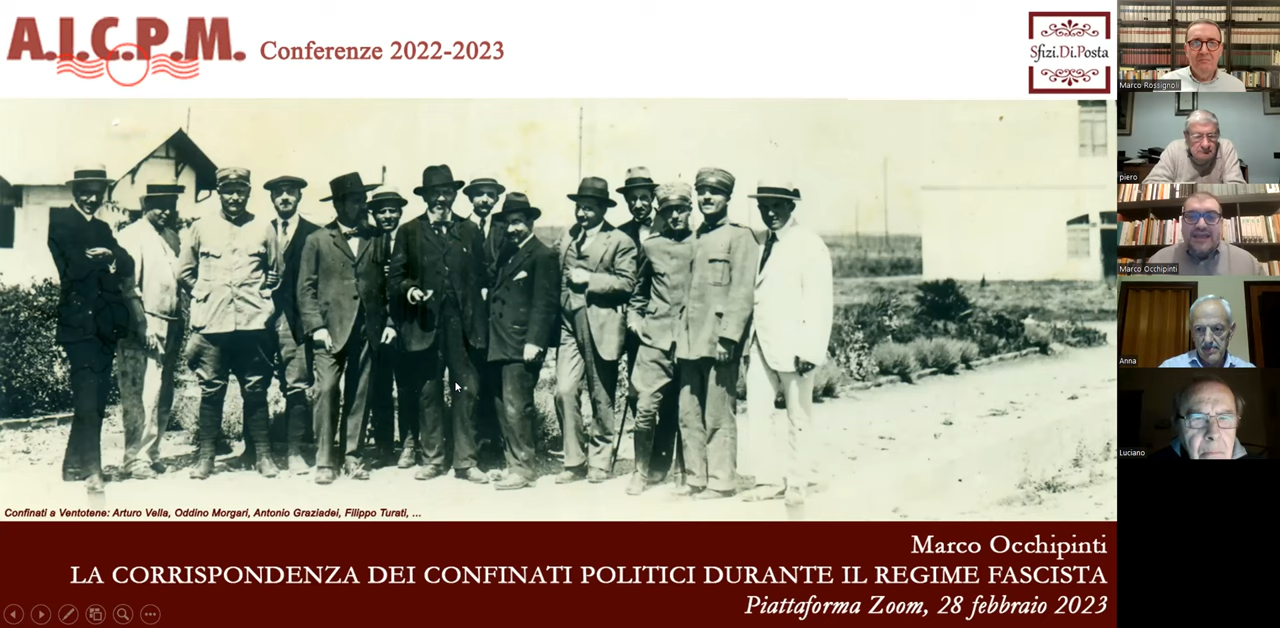 A.I.C.P.M.
Conferenze 2022-2023
Sfizi.Di.Posta
Marco Rossignoli
piero
Marco Occhipinti
Anna
Luciano
Confinati a Ventotene: Arturo Vella, Oddino Morgari, Antonio Graziadei, Filippo Turati, ...
Marco Occhipinti
LA CORRISPONDENZA DEI CONFINATI POLITICI DURANTE IL REGIME FASCISTA
Piattaforma Zoom, 28 febbraio 2023